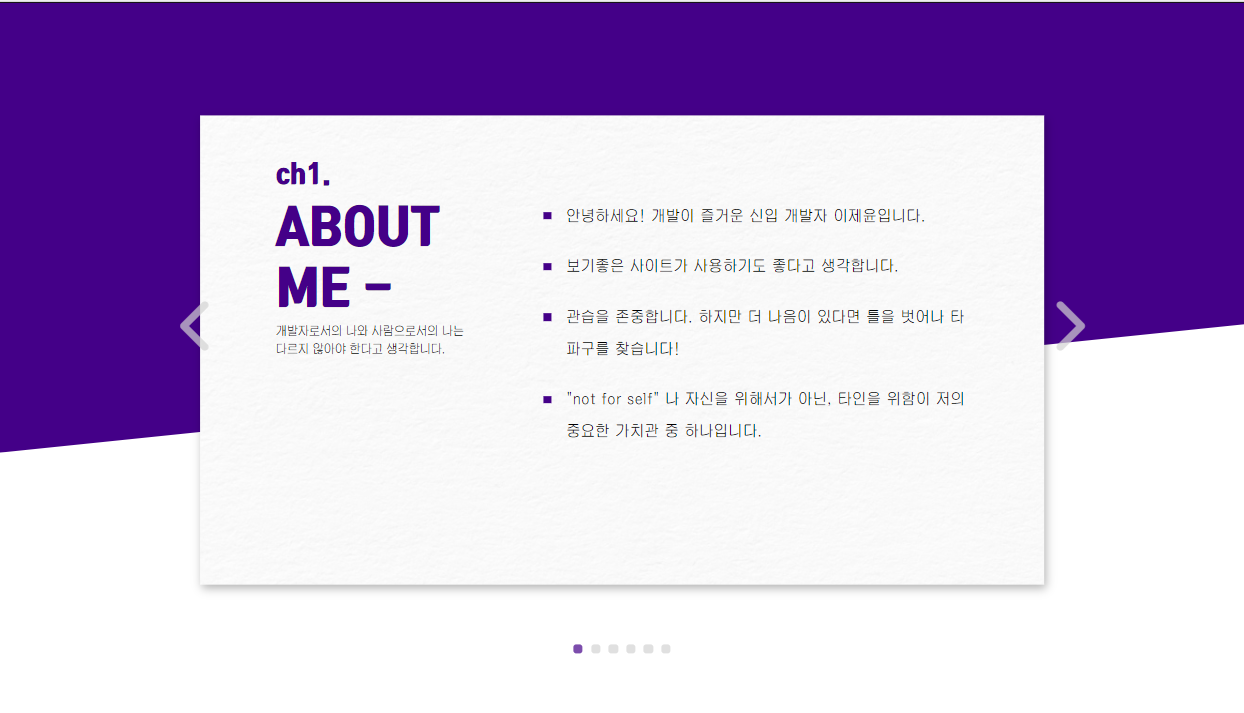 ch1.
ABOUT
ME –
개발자로서의 나와 사람으로서의 나는
다르지 않아야 한다고 생각합니다.
안녕하세요! 개발이 즐거운 신입 개발자 이제윤입니다.
보기좋은 사이트가 사용하기도 좋다고 생각합니다.
관습을 존중합니다. 하지만 더 나음이 있다면 틀을 벗어나 타
파구를 찾습니다!
"not for self" 나 자신을 위해서가 아닌, 타인을 위함이 저의
중요한 가치관 중 하나입니다.